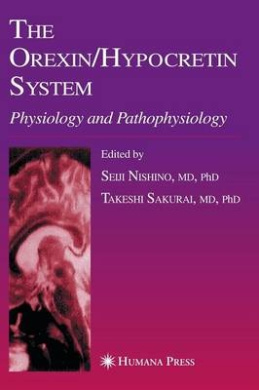 THE
OREXIN/HYPOCRETIN
SYSTEM
Physiology and Pathophysiology
Edited by
SEIJI NISHINO, MD, PhD
TAKESHI SAKURAI, MD, PhD
HUMANA PRESS